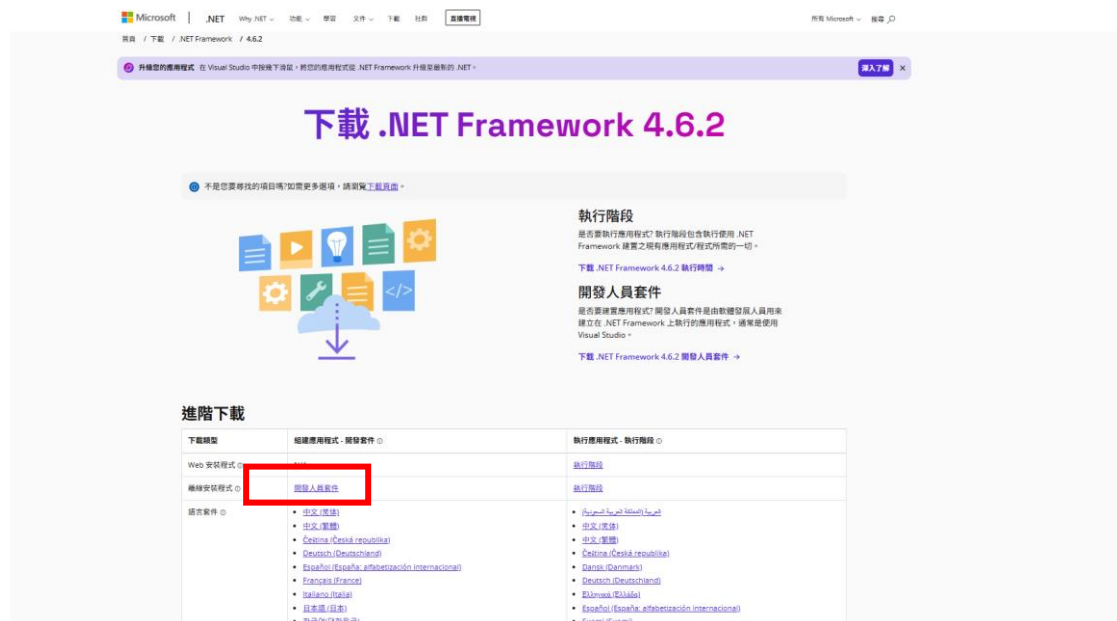 Microsoft
.NET Why .NET 功能 文件 下載 社群 直播電視
所有 Microsoft 搜尋
首頁 / 下載 / .NET Framework / 4.6.2
升級您的應用程式 在 Visual Studio 中按幾下滑鼠，將您的應用程式從 .NET Framework 升級至最新的 .NET。
深入了解 ×
下載 .NET Framework 4.6.2
不是您要尋找的項目嗎?如需更多選項，請瀏覽下載頁面。
執行階段
是否要執行應用程式? 執行階段包含執行使用 .NET
Framework 建置之現有應用程式/程式所需的一切。
下載 .NET Framework 4.6.2 執行時間 →
開發人員套件
是否要建置應用程式? 開發人員套件是由軟體發展人員用來
建立在 .NET Framework 上執行的應用程式，通常是使用
Visual Studio。
下載 .NET Framework 4.6.2 開發人員套件 →
</>
進階下載
下載類型 組建應用程式 - 開發套件 執行應用程式 - 執行階段
Web 安裝程式 執行階段
離線安裝程式 開發人員套件 執行階段
語言套件
中文 (简体)
中文 (繁體)
Čeština (Česká republika)
Deutsch (Deutschland)
Español (España: alfabetización internacional)
Français (France)
Italiano (Italia)
日本語 (日本)
العربية (المملكة العربية السعودية)
中文 (简体)
中文 (繁體)
Čeština (Česká republika)
Dansk (Danmark)
Deutsch (Deutschland)
Ελληνικά (Ελλάδα)
Español (España: alfabetización internacional)